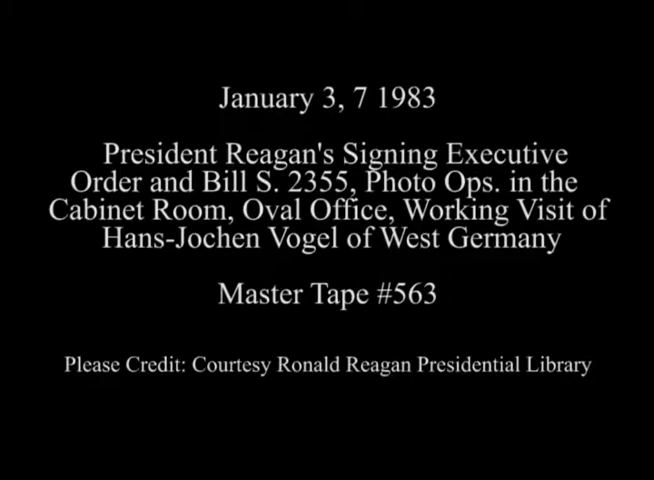 January 3, 7 1983
President Reagan's Signing Executive
Order and Bill S. 2355, Photo Ops. in the
Cabinet Room, Oval Office, Working Visit of
Hans-Jochen Vogel of West Germany
Master Tape #563
Please Credit: Courtesy Ronald Reagan Presidential Library